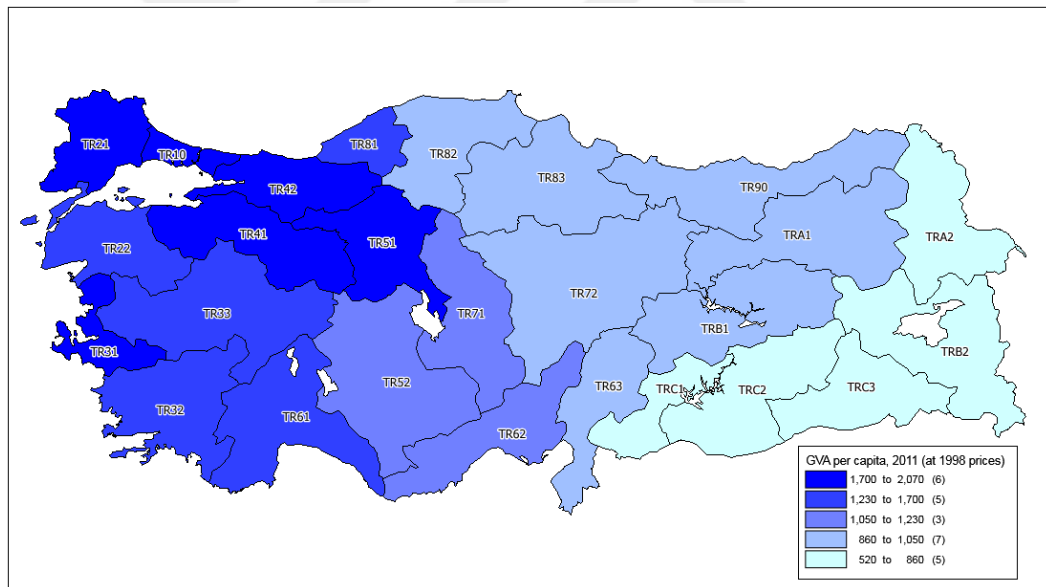 TR21
TR10
TR81
TR82
TR42
TR83
TR90
TR41
TR51
TRA1
TRA2
TR22
TR33
TR71
TR72
TRB1
TR31
TRB2
TR52
TR63
TRC1
TRC2
TRC3
TR32
TR61
TR62
GVA per capita, 2011 (at 1998 prices)
1,700 to 2,070 (6)
1,230 to 1,700 (5)
1,050 to 1,230 (3)
860 to 1,050 (7)
520 to 860 (5)